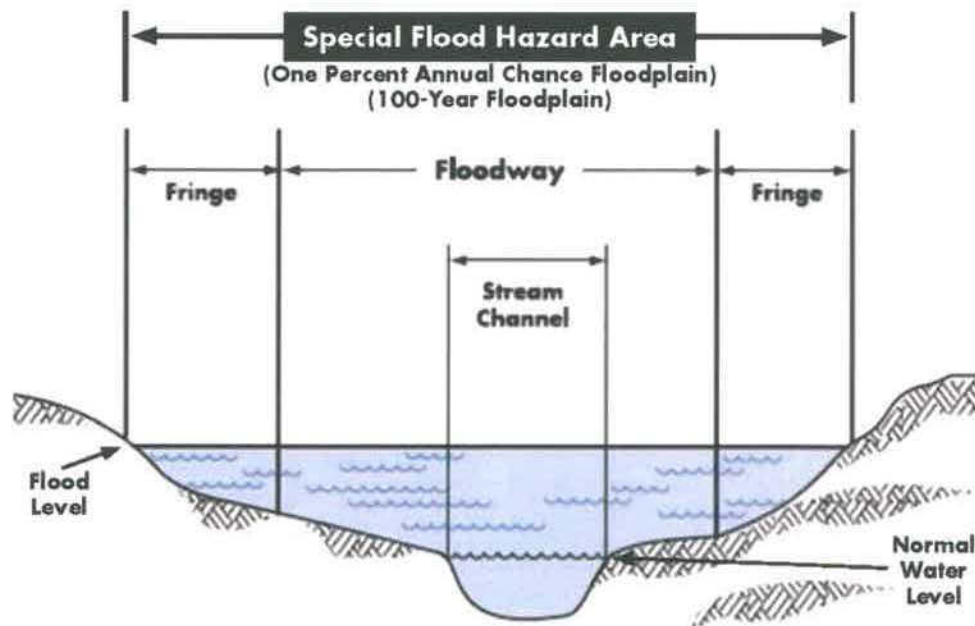 Special Flood Hazard Area
(One Percent Annual Chance Floodplain)
(100-Year Floodplain)
Fringe
Floodway
Fringe
Stream
Channel
Flood
Level
Normal
Water
Level